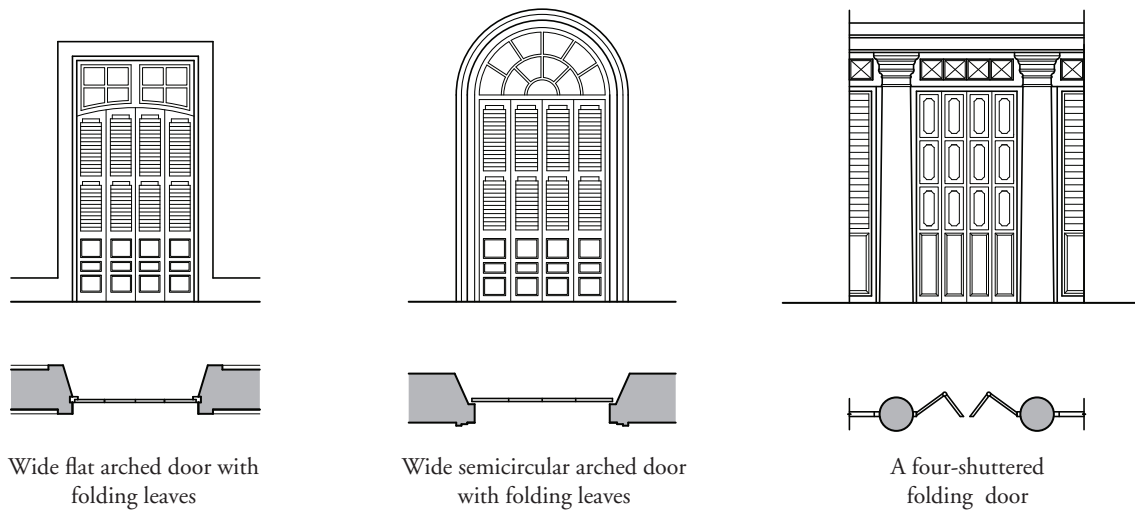 Wide flat arched door with
folding leaves
Wide semicircular arched door
with folding leaves
A four-shuttered
folding door